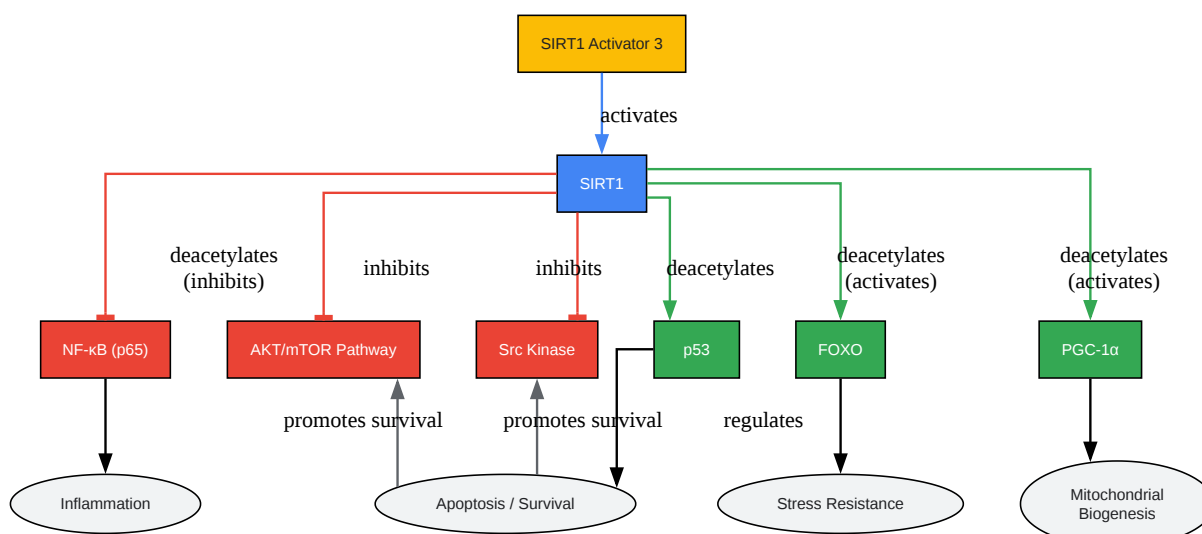 SIRT1 Activator 3
activates
SIRT1
deacetylates
(inhibits)
inhibits
inhibits
deacetylates
deacetylates
(activates)
deacetylates
(activates)
NF-κB (p65)
AKT/mTOR Pathway
Src Kinase
p53
FOXO
PGC-1α
promotes survival
promotes survival
regulates
Inflammation
Apoptosis / Survival
Stress Resistance
Mitochondrial
Biogenesis